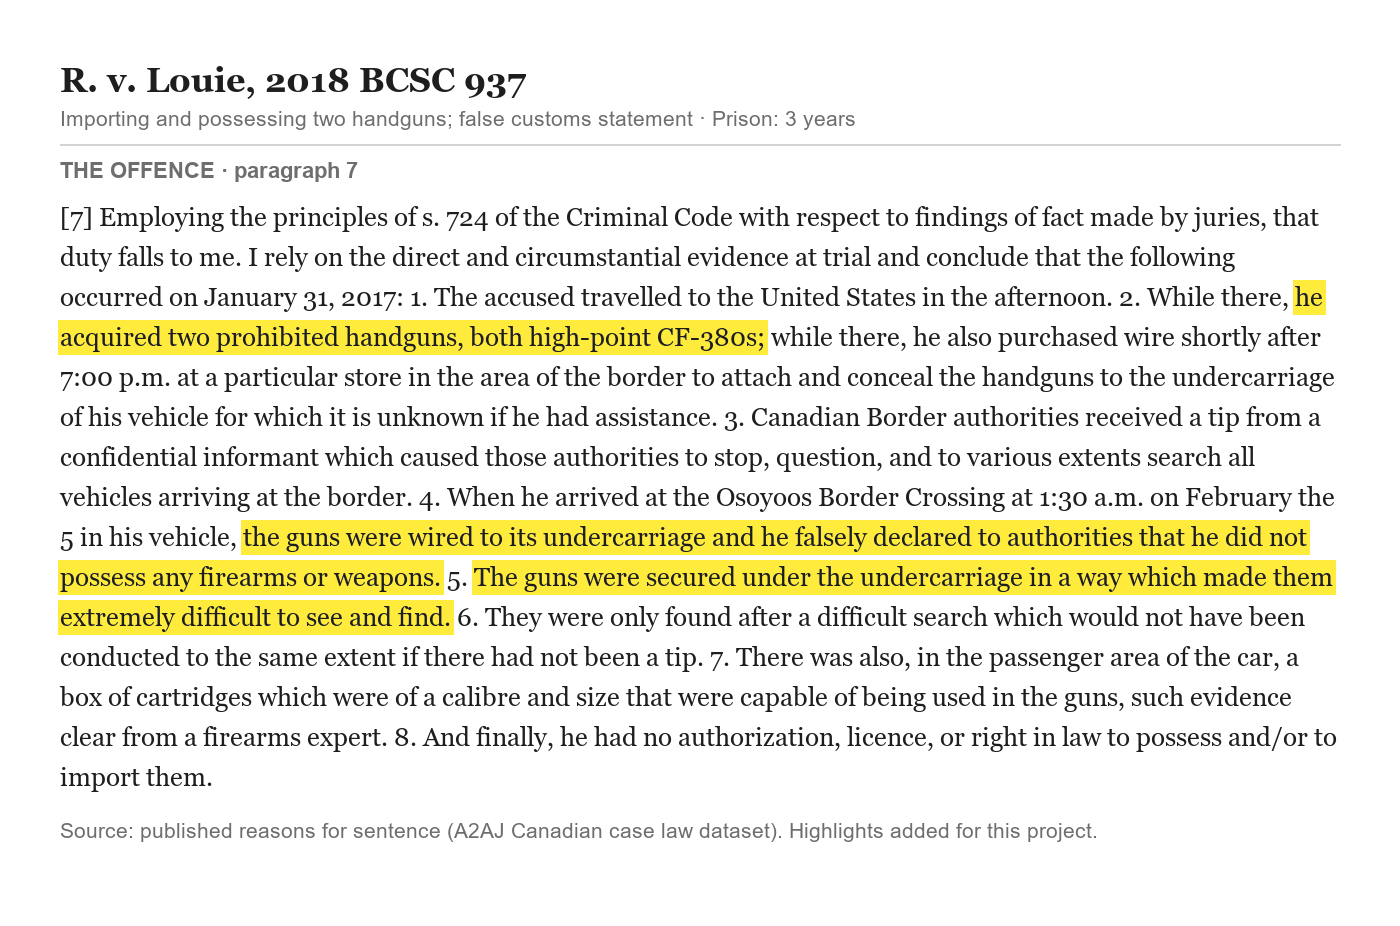 R. v. Louie, 2018 BCSC 937
Importing and possessing two handguns; false customs statement · Prison: 3 years
THE OFFENCE · paragraph 7
[7] Employing the principles of s. 724 of the Criminal Code with respect to findings of fact made by juries, that
duty falls to me. I rely on the direct and circumstantial evidence at trial and conclude that the following
occurred on January 31, 2017: 1. The accused travelled to the United States in the afternoon. 2. While there, he
acquired two prohibited handguns, both high-point CF-380s; while there, he also purchased wire shortly after
7:00 p.m. at a particular store in the area of the border to attach and conceal the handguns to the undercarriage
of his vehicle for which it is unknown if he had assistance. 3. Canadian Border authorities received a tip from a
confidential informant which caused those authorities to stop, question, and to various extents search all
vehicles arriving at the border. 4. When he arrived at the Osoyoos Border Crossing at 1:30 a.m. on February the
5 in his vehicle, the guns were wired to its undercarriage and he falsely declared to authorities that he did not
possess any firearms or weapons. 5. The guns were secured under the undercarriage in a way which made them
extremely difficult to see and find. 6. They were only found after a difficult search which would not have been
conducted to the same extent if there had not been a tip. 7. There was also, in the passenger area of the car, a
box of cartridges which were of a calibre and size that were capable of being used in the guns, such evidence
clear from a firearms expert. 8. And finally, he had no authorization, licence, or right in law to possess and/or to
import them.
Source: published reasons for sentence (A2AJ Canadian case law dataset). Highlights added for this project.